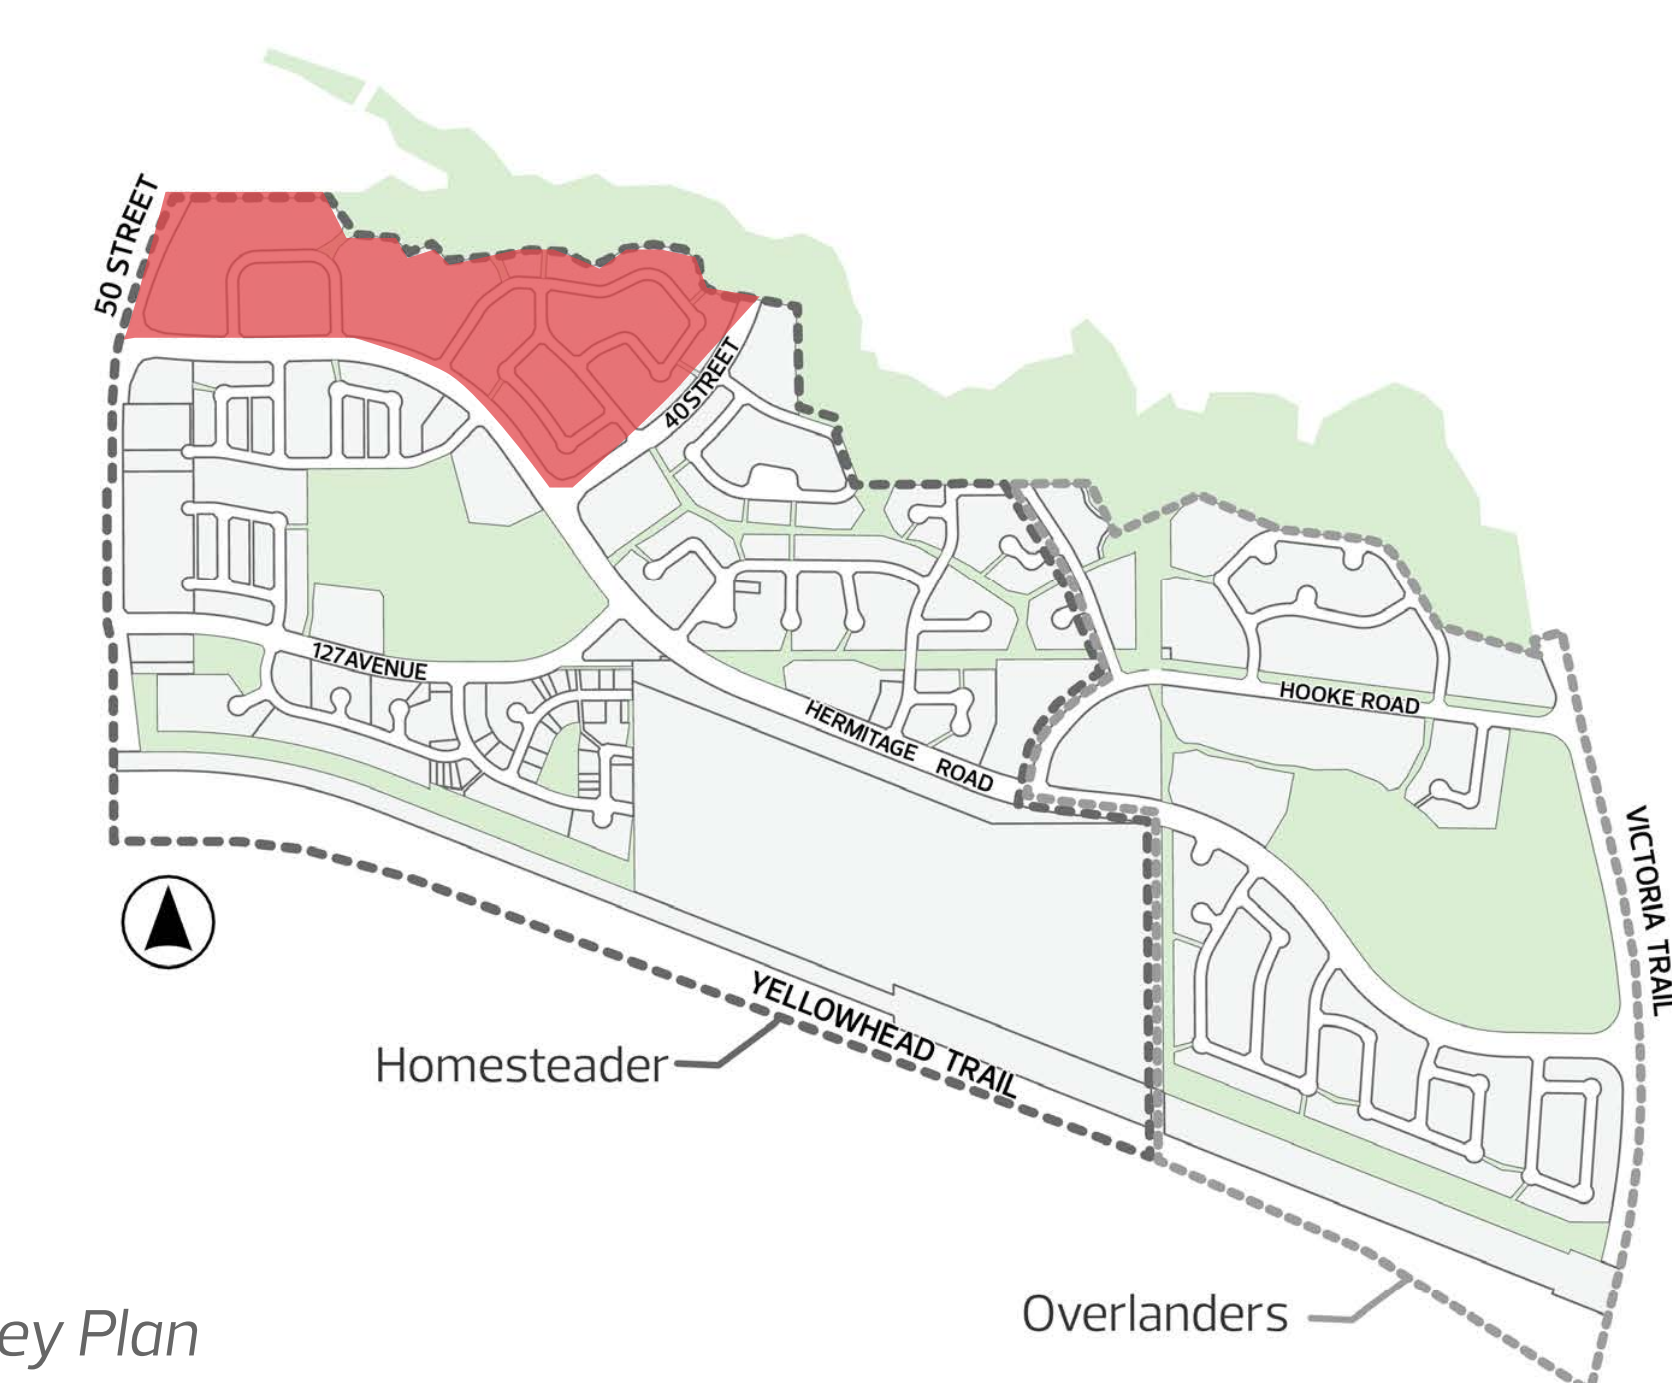 50 STREET
40 STREET
127 AVENUE
HERMITAGE ROAD
HOOKE ROAD
VICTORIA TRAIL
YELLOWHEAD TRAIL
Homesteader
Overlanders
ey Plan